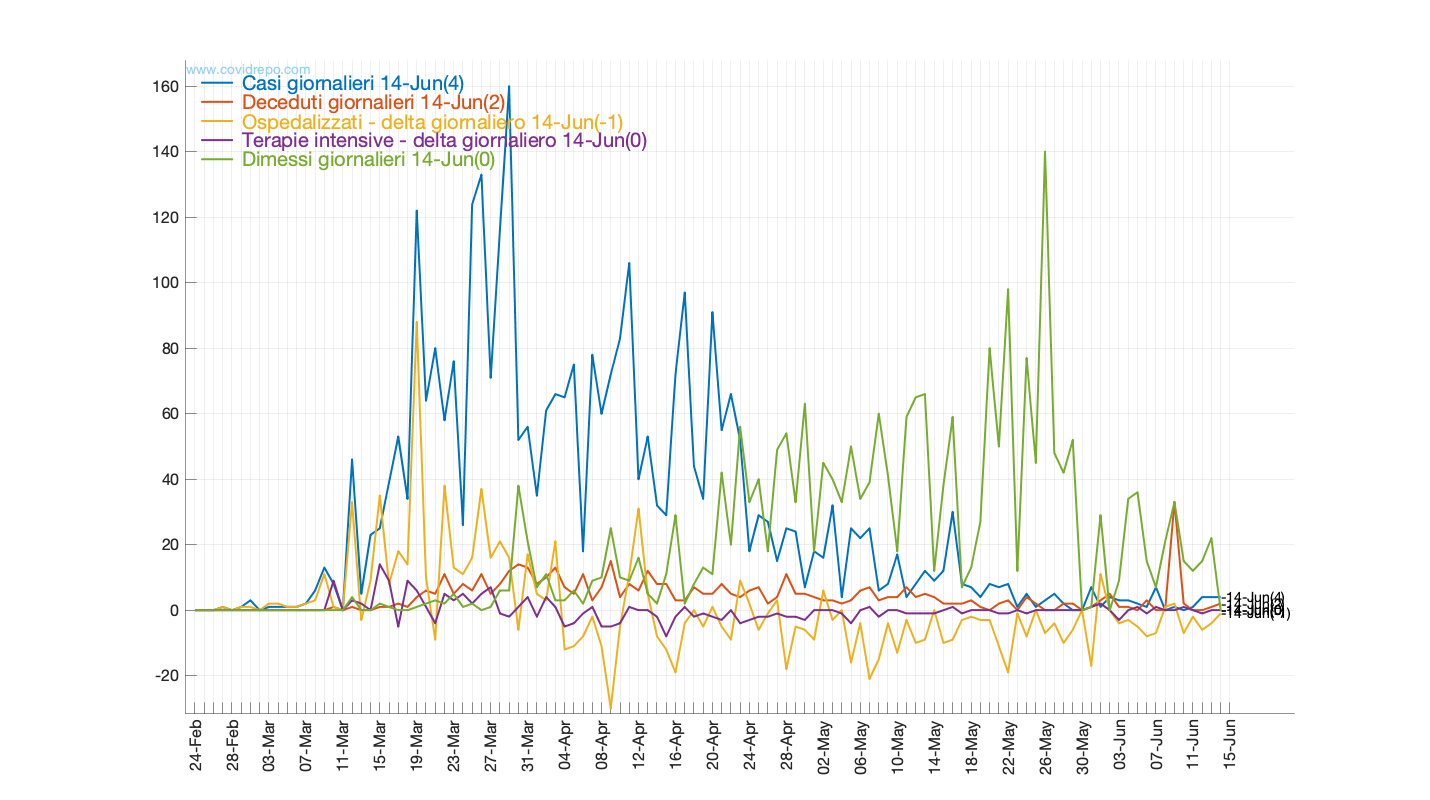 www.covidrepo.com
Casi giornalieri 14-Jun(4)
Deceduti giornalieri 14-Jun(2)
Ospedalizzati - delta giornaliero 14-Jun(-1)
Terapie intensive - delta giornaliero 14-Jun(0)
Dimessi giornalieri 14-Jun(0)
160
140
120
100
80
60
40
20
0
-20
-14-Jun(4)
24-Feb
28-Feb
03-Mar
07-Mar
11-Mar
15-Mar
19-Mar
23-Mar
27-Mar
31-Mar
04-Apr
08-Apr
12-Apr
16-Apr
20-Apr
24-Apr
28-Apr
02-May
06-May
10-May
14-May
18-May
22-May
26-May
30-May
03-Jun
07-Jun
11-Jun
15-Jun